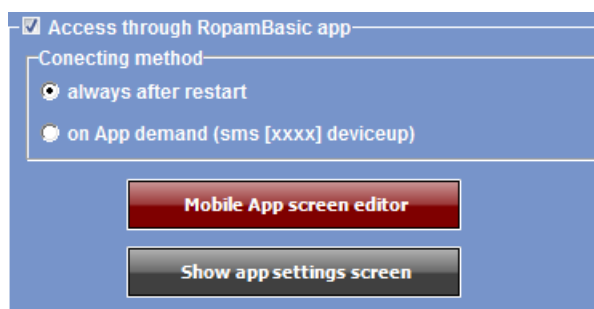 Access through RopamBasic app
Conecting method
always after restart
on App demand (sms [xxxx] deviceup)
Mobile App screen editor
Show app settings screen